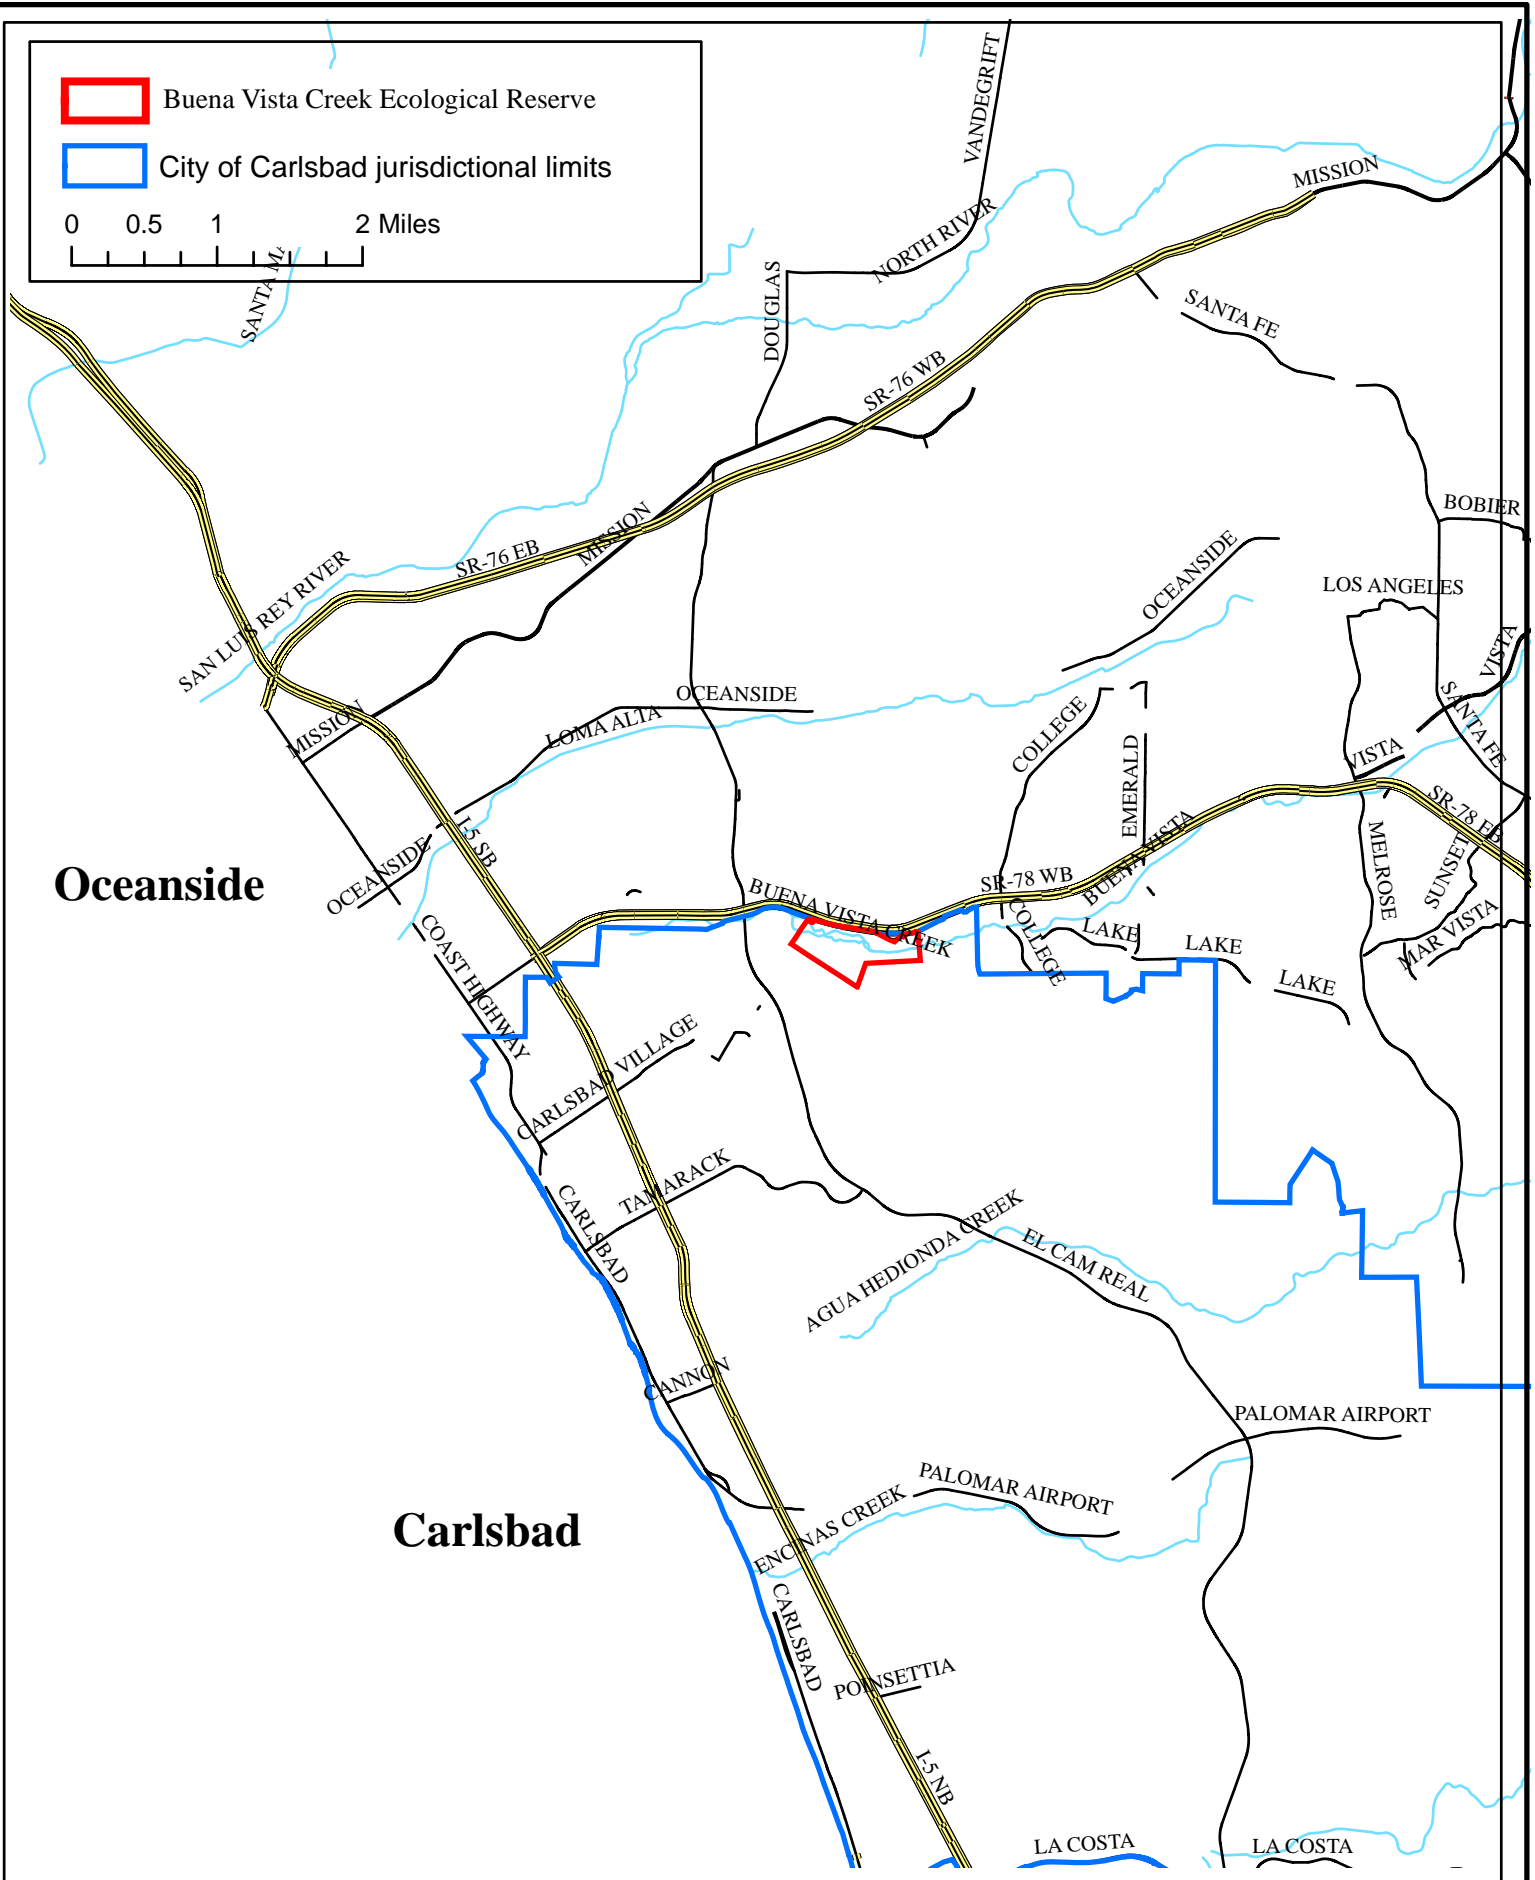 Buena Vista Creek Ecological Reserve
City of Carlsbad jurisdictional limits
0 0.5 1 2 Miles
VANDEGRIFT
MISSION
NORTH RIVER
SANTA MA
DOUGLAS
SANTA FE
SR-76 WB
BOBIER
MISSION
SR-76 EB
OCEANSIDE
LOS ANGELES
SAN LUIS REY RIVER
VISTA
OCEANSIDE
SANTA FE
COLLEGE
LOMA ALTA
MISSION
EMERALD
VISTA
SR-78 EB
I-5 SB
BUENA VISTA
MELROSE
SUNSET
Oceanside
OCEANSIDE
SR-78 WB
BUENA VISTA CREEK
COLLEGE
LAKE
LAKE
MAR VISTA
COAST HIGHWAY
LAKE
CARLSBAD VILLAGE
TAMARACK
CARLSBAD
AGUA HEDIONDA CREEK
EL CAM REAL
CANNON
PALOMAR AIRPORT
PALOMAR AIRPORT
Carlsbad
ENCINAS CREEK
CARLSBAD
POINSETTIA
I-5 NB
LA COSTA
LA COSTA